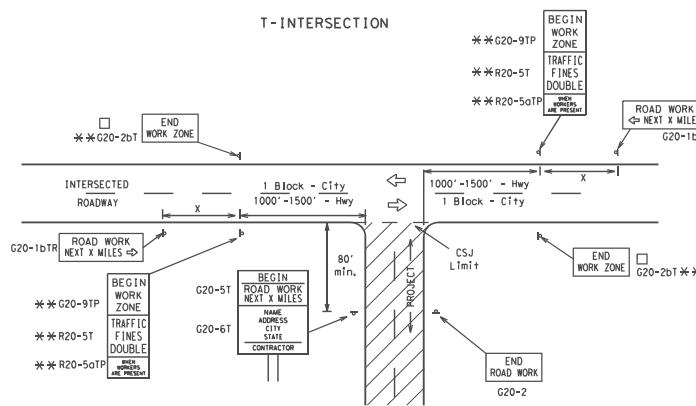 T-INTERSECTION
**G20-9TP
BEGIN
WORK
ZONE
**R20-5T
TRAFFIC
FINES
DOUBLE
**R20-5aTP
WHEN
WORKERS
ARE PRESENT
ROAD WORK
⇦ NEXT X MILES
□
**G20-2bT
END
WORK ZONE
INTERSECTED
ROADWAY
X
1 Block - City
1000'-1500' - Hwy
⇦
⇨
1000'-1500' - Hwy
1 Block - City
X
G20-1bTR
ROAD WORK
NEXT X MILES ⇨
80'
min.
CSJ
Limit
PROJECT
END
WORK ZONE
□
G20-2bT**
**G20-9TP
BEGIN
WORK
ZONE
**R20-5T
TRAFFIC
FINES
DOUBLE
**R20-5aTP
WHEN
WORKERS
ARE PRESENT
G20-5T
BEGIN
ROAD WORK
NEXT X MILES
G20-6T
NAME
ADDRESS
CITY
STATE
CONTRACTOR
END
ROAD WORK
G20-2